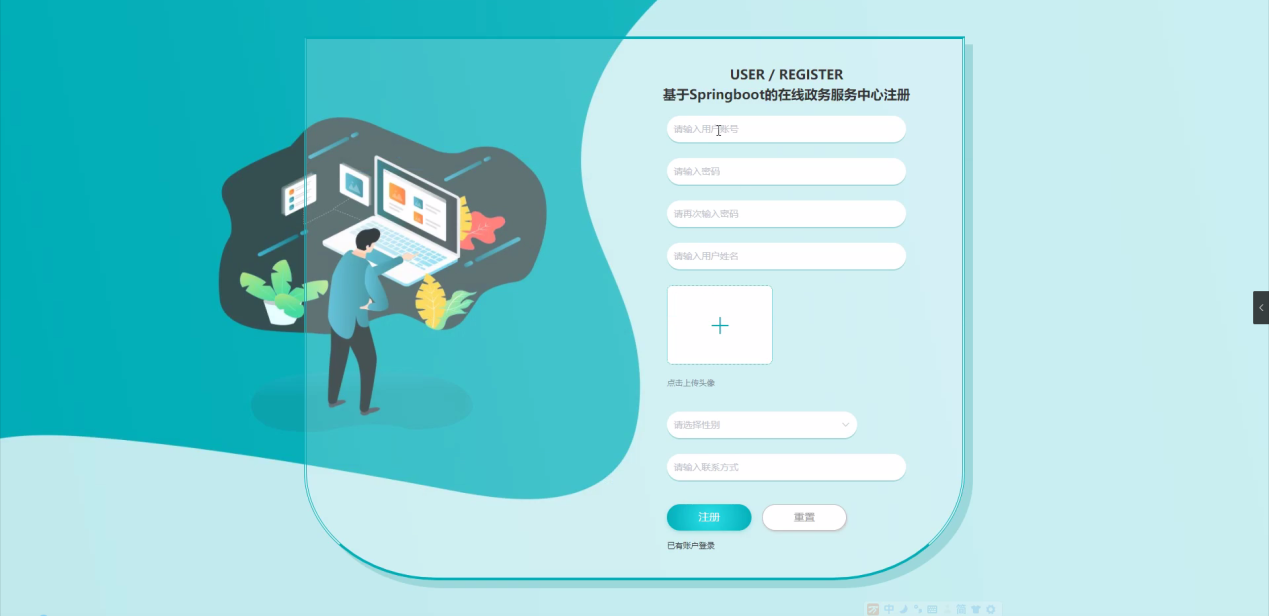 USER / REGISTER
基于Springboot的在线政务服务中心注册
请输入用户账号
请输入密码
请再次输入密码
请输入用户姓名
点击上传头像
请选择性别
请输入联系方式
注册 重置
已有账户登录
中